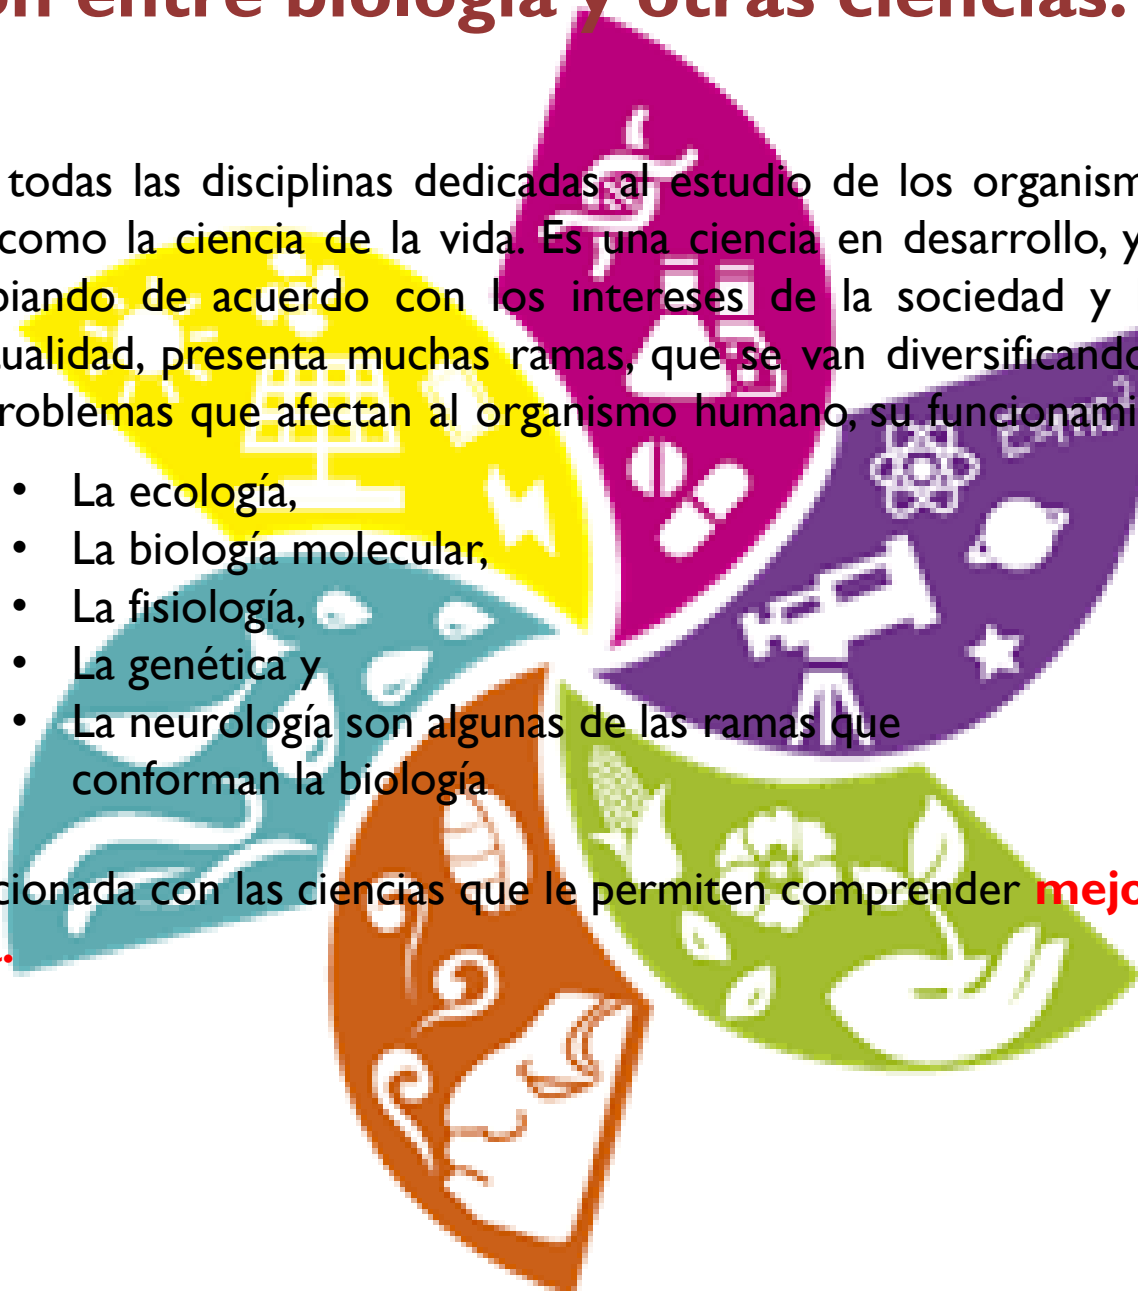 ón entre biología y otras ciencias.
todas las disciplinas dedicadas al estudio de los organism
como la ciencia de la vida. Es una ciencia en desarrollo, y
biando de acuerdo con los intereses de la sociedad y
ualidad, presenta muchas ramas, que se van diversificando
roblemas que afectan al organismo humano, su funcionami
• La ecología,
• La biología molecular,
• La fisiología,
• La genética y
• La neurología son algunas de las ramas que
conforman la biología
cionada con las ciencias que le permiten comprender mejo